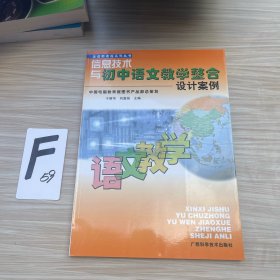 信息技术
与初中语文教学整合
设计案例
语文教学
XINXI JISHU
YU CHUZHONG
YU WEN JIAOXUE
ZHENGHE
SHEJI ANLI
广西科学技术出版社
F
59